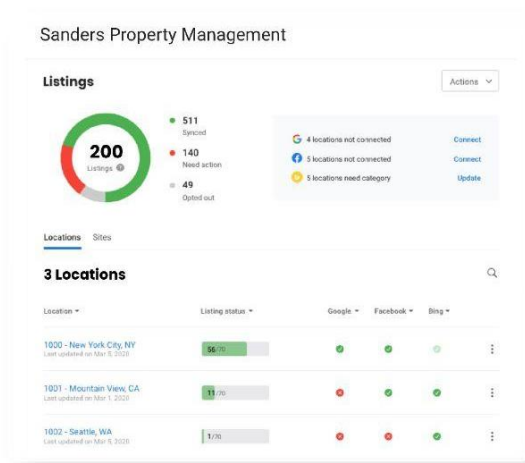 Sanders Property Management
Listings
Actions
200
Listings
511
Synced
140
Need action
49
Opted out
4 locations not connected Connect
5 locations not connected Connect
5 locations need category Update
Locations Sites
3 Locations
Location Listing status Google Facebook Bing
1000 - New York City, NY
Last updated on Mar 5, 2020
56/70
1001 - Mountain View, CA
Last updated on Mar 1, 2020
11/70
1002 - Seattle, WA
Last updated on Mar 5, 2020
1/70